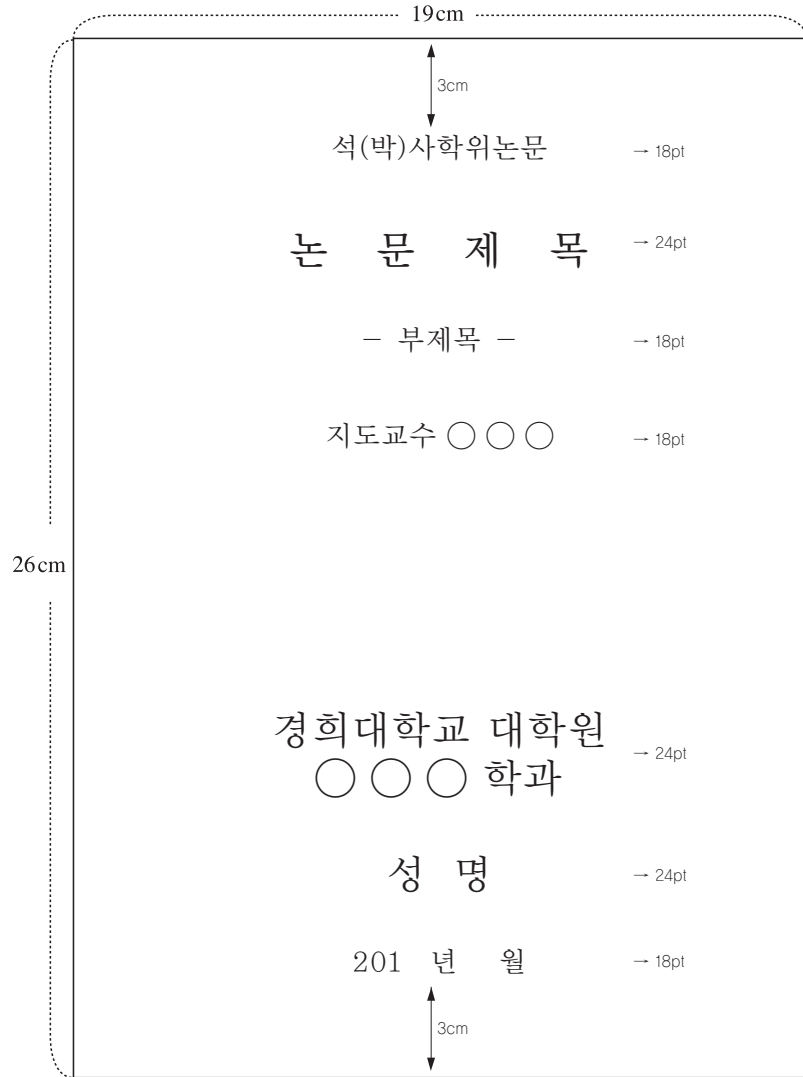 19cm
3cm
석(박)사학위논문 → 18pt
논 문 제 목 → 24pt
− 부제목 − → 18pt
지도교수 ○ ○ ○ → 18pt
26cm
경희대학교 대학원
○ ○ ○ 학과 → 24pt
성 명 → 24pt
201 년 월 → 18pt
3cm